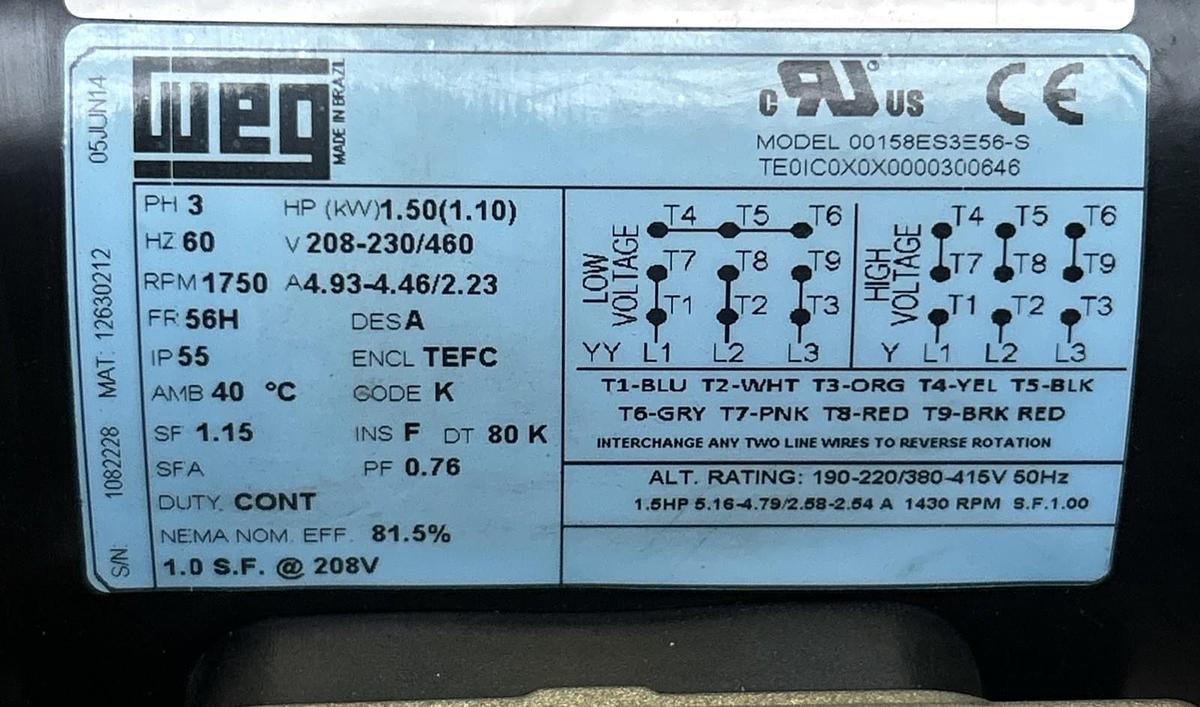 05JUN14
MAT: 12630212
S/N: 1082228
weg
MADE IN BRAZIL
c RU ® US CE
MODEL 00158ES3E56-S
TE0IC0X0X0000300646
PH 3 HP (KW) 1.50(1.10)
HZ 60 V 208-230/460
RPM 1750 A 4.93-4.46/2.23
FR 56H DES A
IP 55 ENCL TEFC
AMB 40 °C CODE K
SF 1.15 INS F DT 80 K
SFA PF 0.76
DUTY. CONT
NEMA NOM. EFF. 81.5%
1.0 S.F. @ 208V
LOW VOLTAGE
T4 T5 T6
T7 T8 T9
T1 T2 T3
YY L1 L2 L3
HIGH VOLTAGE
T4 T5 T6
T7 T8 T9
T1 T2 T3
Y L1 L2 L3
T1-BLU T2-WHT T3-ORG T4-YEL T5-BLK
T6-GRY T7-PNK T8-RED T9-BRK RED
INTERCHANGE ANY TWO LINE WIRES TO REVERSE ROTATION
ALT. RATING: 190-220/380-415V 50Hz
1.5HP 5.16-4.79/2.58-2.54 A 1430 RPM S.F.1.00